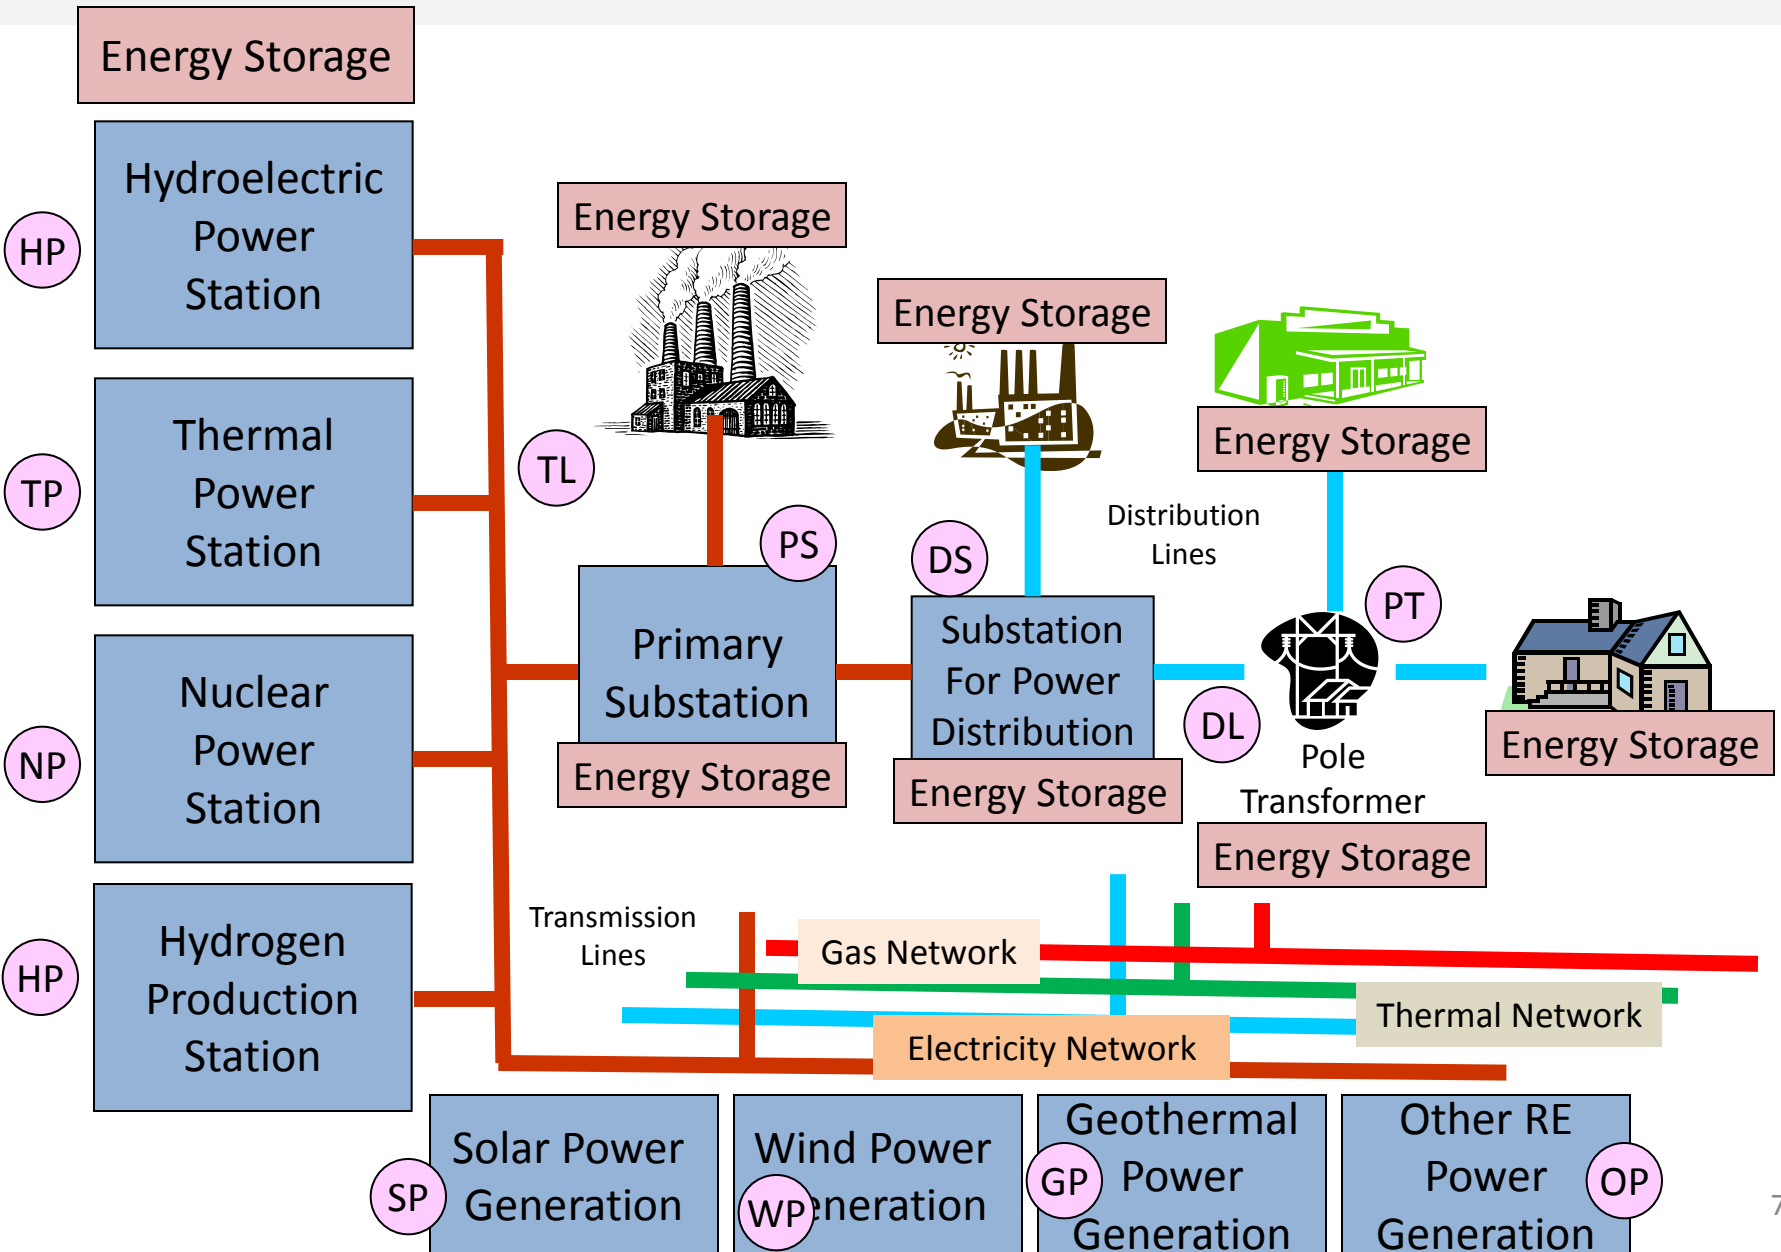 Energy Storage
Hydroelectric
Power
Station
HP
Energy Storage
Energy Storage
Thermal
Power
Station
TP
TL
Energy Storage
Distribution
Lines
PS
DS
PT
Primary
Substation
Energy Storage
Substation
For Power
Distribution
Energy Storage
DL
Pole
Transformer
Energy Storage
Energy Storage
Nuclear
Power
Station
NP
Hydrogen
Production
Station
HP
Transmission
Lines
Gas Network
Thermal Network
Electricity Network
Solar Power
Generation
SP
Wind Power
eneration
WP
Geothermal
Power
Generation
GP
Other RE
Power
Generation
OP
7